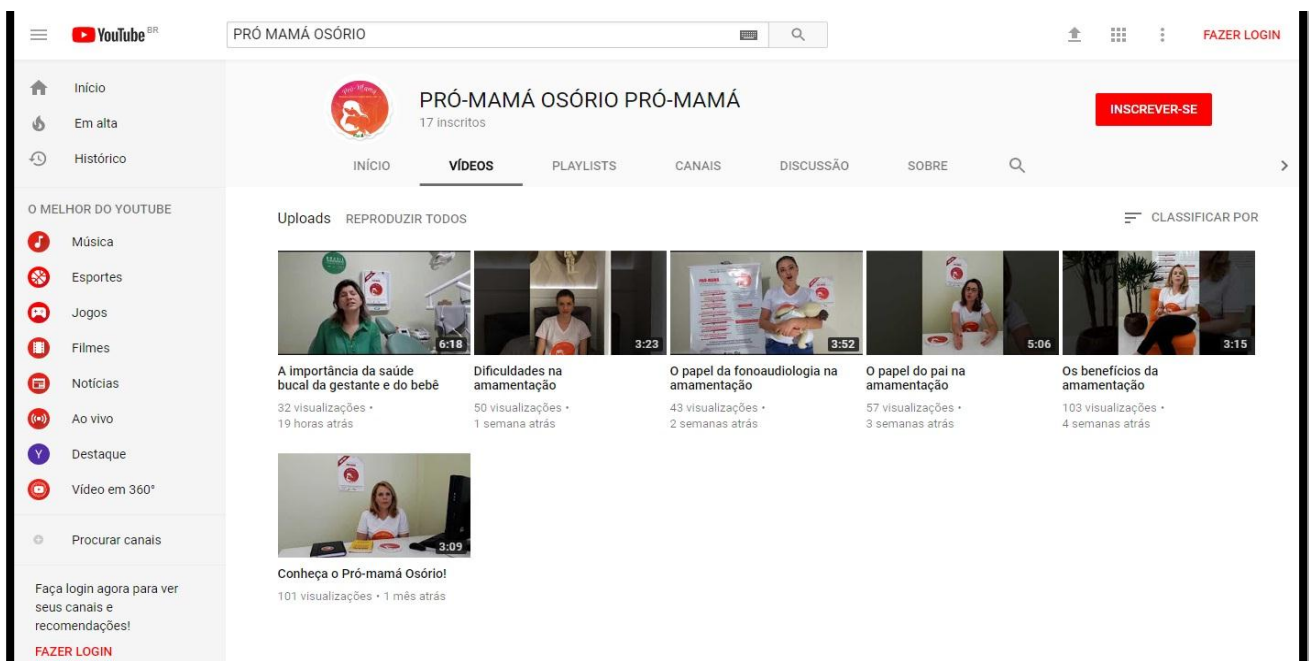 YouTube BR
PRÓ MAMÁ OSÓRIO
FAZER LOGIN
Início
Em alta
Histórico
O MELHOR DO YOUTUBE
Música
Esportes
Jogos
Filmes
Notícias
Ao vivo
Destaque
Vídeo em 360°
Procurar canais
Faça login agora para ver
seus canais e
recomendações!
FAZER LOGIN
Pró-Mamá
PRÓ-MAMÁ OSÓRIO PRÓ-MAMÁ
17 inscritos
INSCREVER-SE
INÍCIO VÍDEOS PLAYLISTS CANAIS DISCUSSÃO SOBRE
Uploads REPRODUZIR TODOS
CLASSIFICAR POR
6:18
A importância da saúde
bucal da gestante e do bebê
32 visualizações •
19 horas atrás
3:23
Dificuldades na
amamentação
50 visualizações •
1 semana atrás
3:52
O papel da fonoaudiologia na
amamentação
43 visualizações •
2 semanas atrás
5:06
O papel do pai na
amamentação
57 visualizações •
3 semanas atrás
3:15
Os benefícios da
amamentação
103 visualizações •
4 semanas atrás
3:09
Conheça o Pró-mamá Osório!
101 visualizações • 1 mês atrás